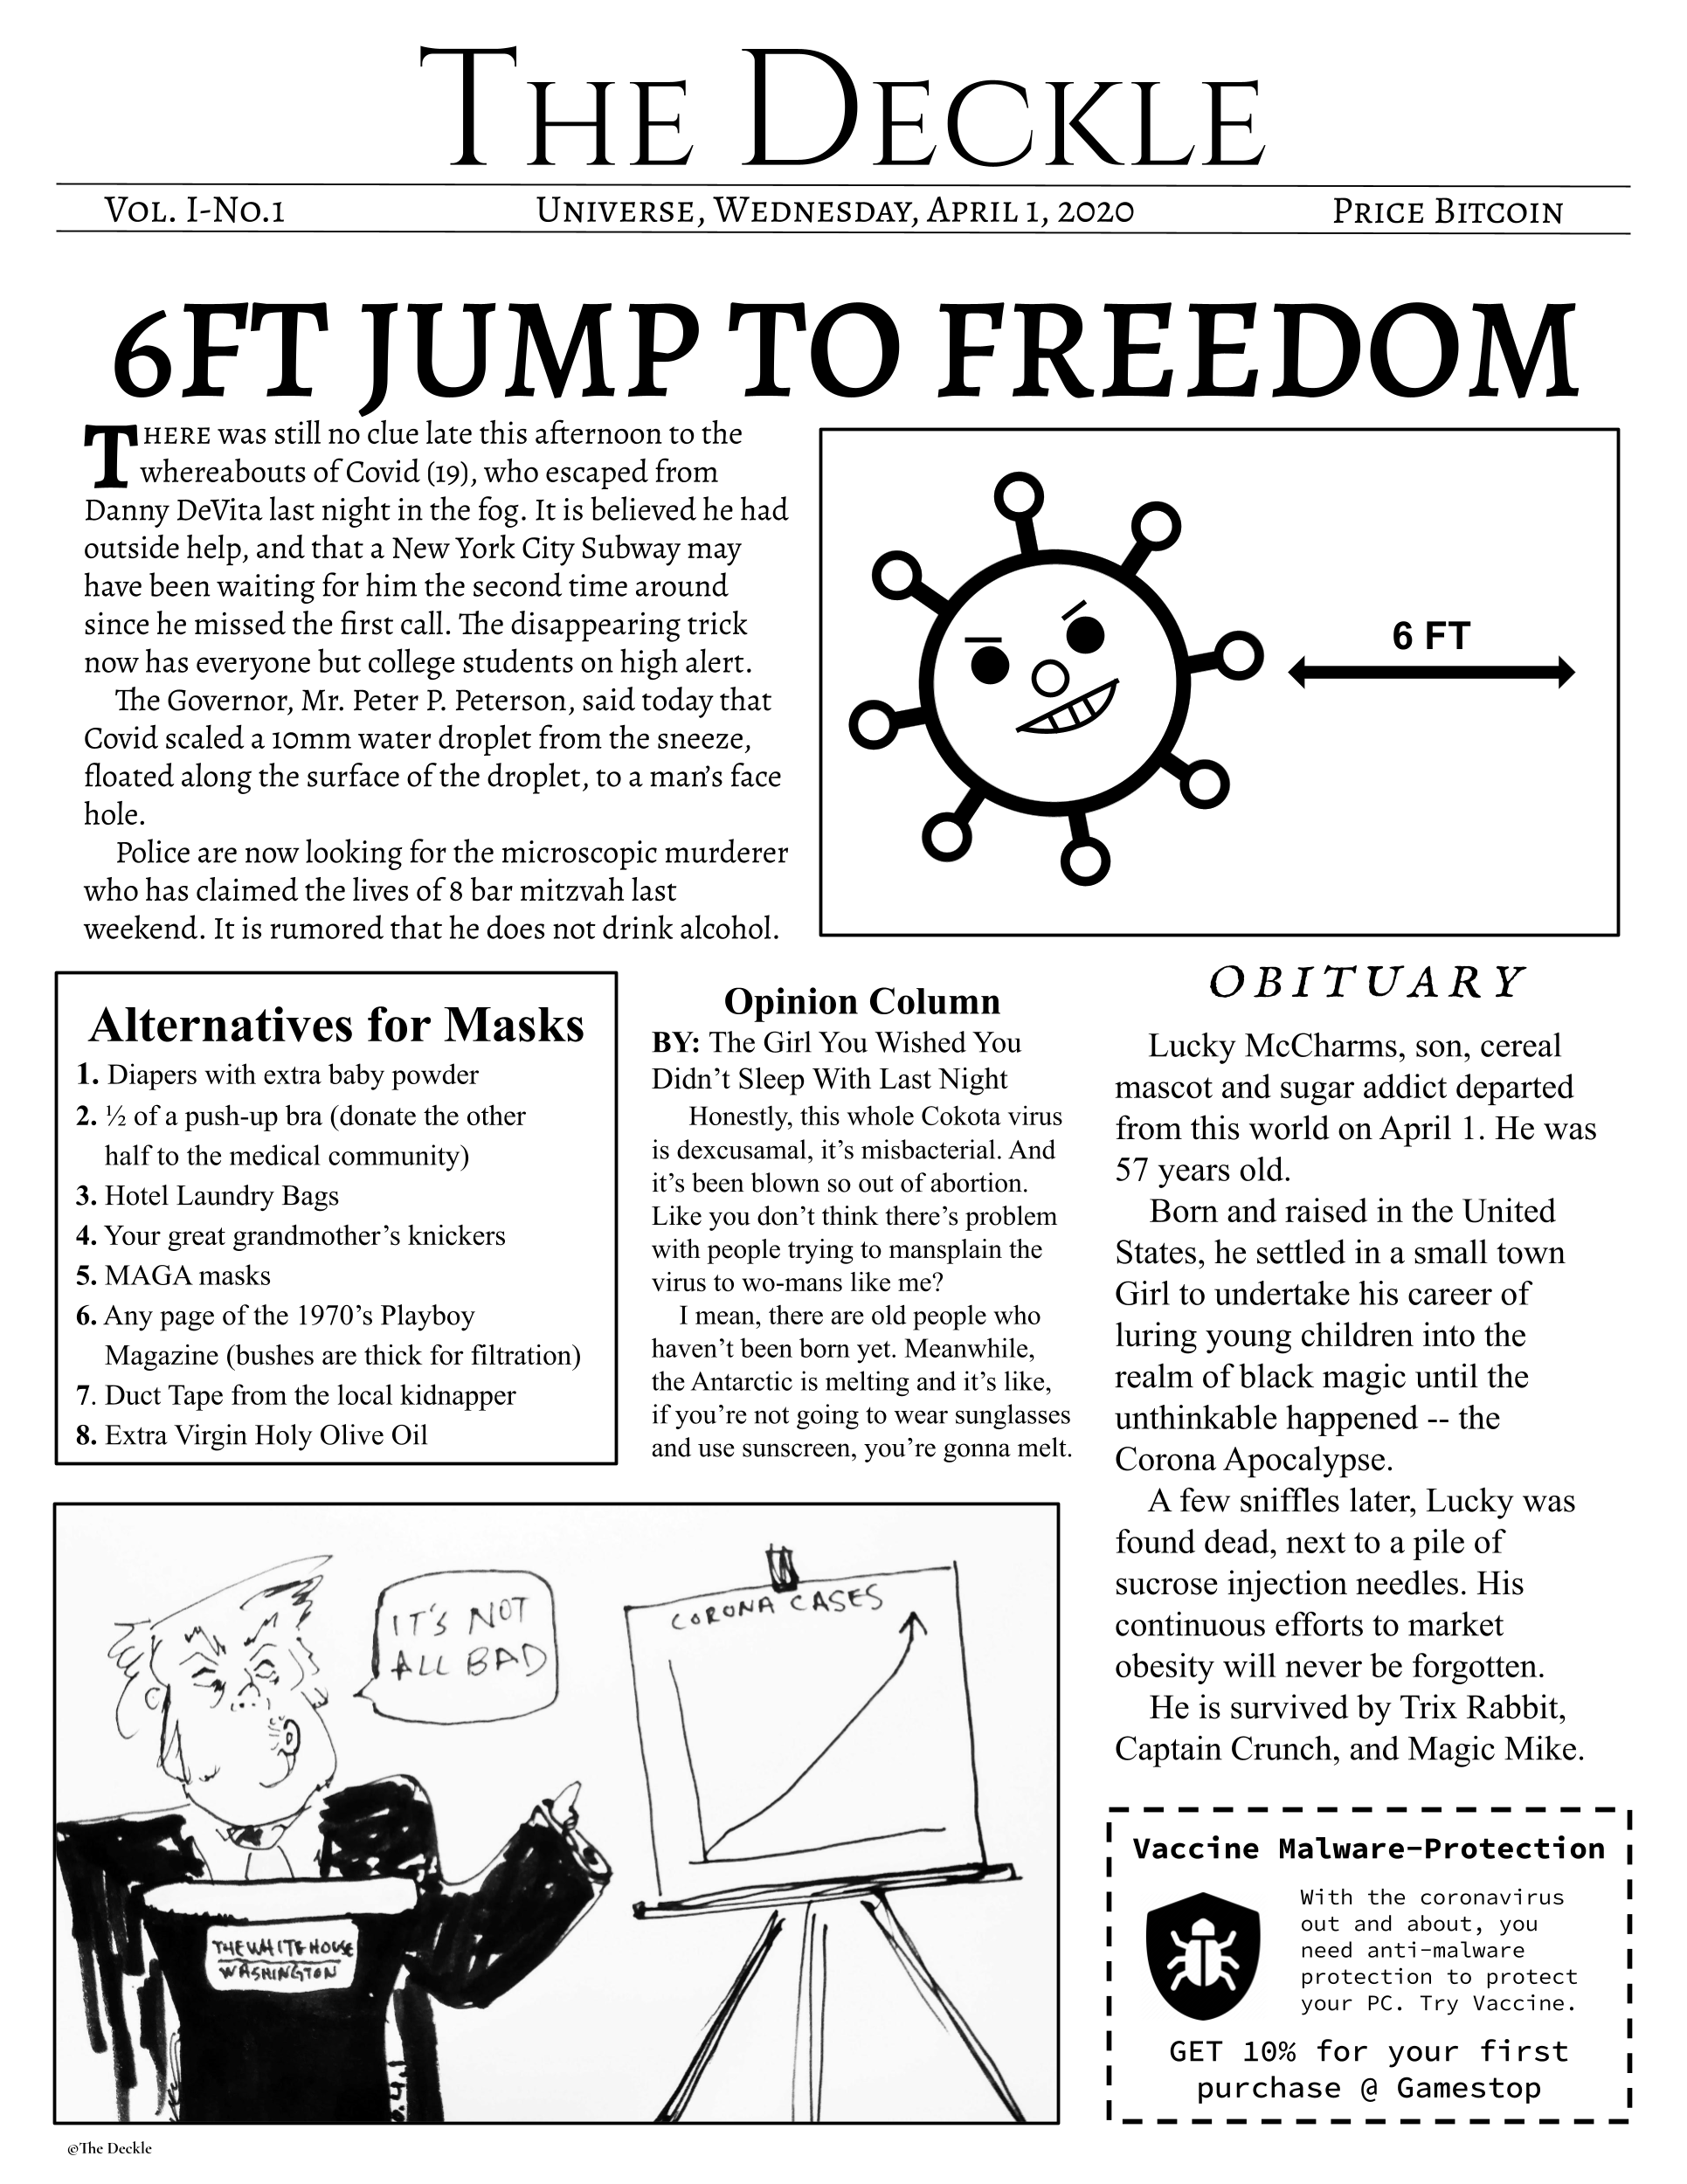 THE DECKLE
VOL. I-NO.1
UNIVERSE, WEDNESDAY, APRIL 1, 2020
PRICE BITCOIN
6FT JUMP TO FREEDOM
THERE was still no clue late this afternoon to the
whereabouts of Covid (19), who escaped from
Danny DeVita last night in the fog. It is believed he had
outside help, and that a New York City Subway may
have been waiting for him the second time around
since he missed the first call. The disappearing trick
now has everyone but college students on high alert.
The Governor, Mr. Peter P. Peterson, said today that
Covid scaled a 10mm water droplet from the sneeze,
floated along the surface of the droplet, to a man’s face
hole.
Police are now looking for the microscopic murderer
who has claimed the lives of 8 bar mitzvah last
weekend. It is rumored that he does not drink alcohol.
6 FT
Alternatives for Masks
1. Diapers with extra baby powder
2. ½ of a push-up bra (donate the other
half to the medical community)
3. Hotel Laundry Bags
4. Your great grandmother’s knickers
5. MAGA masks
6. Any page of the 1970’s Playboy
Magazine (bushes are thick for filtration)
7. Duct Tape from the local kidnapper
8. Extra Virgin Holy Olive Oil
Opinion Column
BY: The Girl You Wished You
Didn’t Sleep With Last Night
Honestly, this whole Cokota virus
is dexcusamal, it’s misbacterial. And
it’s been blown so out of abortion.
Like you don’t think there’s problem
with people trying to mansplain the
virus to wo-mans like me?
I mean, there are old people who
haven’t been born yet. Meanwhile,
the Antarctic is melting and it’s like,
if you’re not going to wear sunglasses
and use sunscreen, you’re gonna melt.
OBITUARY
Lucky McCharms, son, cereal
mascot and sugar addict departed
from this world on April 1. He was
57 years old.
Born and raised in the United
States, he settled in a small town
Girl to undertake his career of
luring young children into the
realm of black magic until the
unthinkable happened -- the
Corona Apocalypse.
A few sniffles later, Lucky was
found dead, next to a pile of
sucrose injection needles. His
continuous efforts to market
obesity will never be forgotten.
He is survived by Trix Rabbit,
Captain Crunch, and Magic Mike.
IT'S NOT
ALL BAD
CORONA CASES
THE WHITE HOUSE
WASHINGTON
Vaccine Malware-Protection
With the coronavirus
out and about, you
need anti-malware
protection to protect
your PC. Try Vaccine.
GET 10% for your first
purchase @ Gamestop
©The Deckle